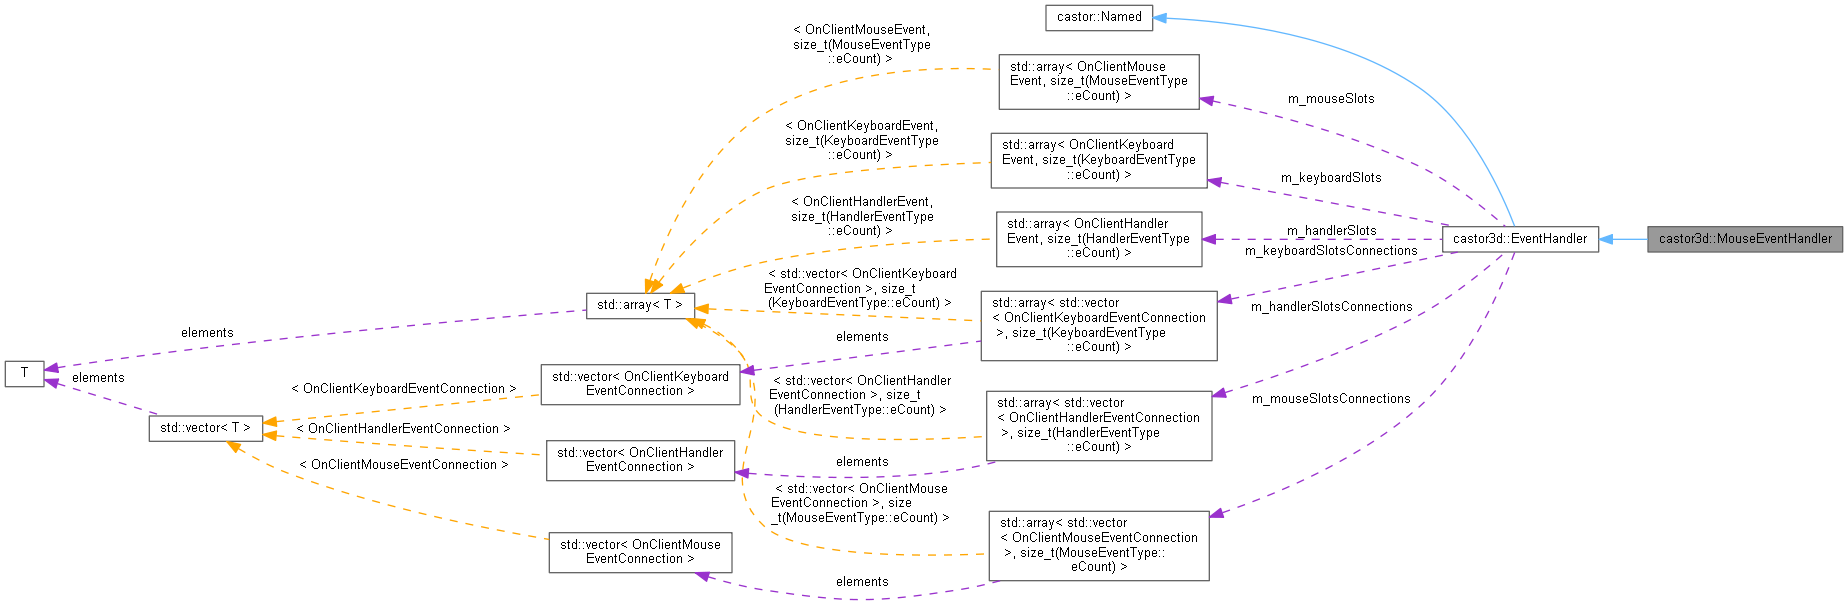 castor::Named
< OnClientMouseEvent,
size_t(MouseEventType
::eCount) >
std::array< OnClientMouse
Event, size_t(MouseEventType
::eCount) >
m_mouseSlots
< OnClientKeyboardEvent,
size_t(KeyboardEventType
::eCount) >
std::array< OnClientKeyboard
Event, size_t(KeyboardEventType
::eCount) >
m_keyboardSlots
< OnClientHandlerEvent,
size_t(HandlerEventType
::eCount) >
std::array< OnClientHandler
Event, size_t(HandlerEventType
::eCount) >
m_handlerSlots
castor3d::EventHandler
castor3d::MouseEventHandler
m_keyboardSlotsConnections
< std::vector< OnClientKeyboard
EventConnection >, size_t
(KeyboardEventType::eCount) >
std::array< T >
std::array< std::vector
< OnClientKeyboardEventConnection
>, size_t(KeyboardEventType
::eCount) >
m_handlerSlotsConnections
elements
elements
T
elements
std::vector< OnClientKeyboard
EventConnection >
< OnClientKeyboardEventConnection >
< std::vector< OnClientHandler
EventConnection >, size_t
(HandlerEventType::eCount) >
std::array< std::vector
< OnClientHandlerEventConnection
>, size_t(HandlerEventType
::eCount) >
m_mouseSlotsConnections
std::vector< T >
< OnClientHandlerEventConnection >
std::vector< OnClientHandler
EventConnection >
elements
< OnClientMouseEventConnection >
< std::vector< OnClientMouse
EventConnection >, size
_t(MouseEventType::eCount) >
std::array< std::vector
< OnClientMouseEventConnection
>, size_t(MouseEventType::
eCount) >
std::vector< OnClientMouse
EventConnection >
elements